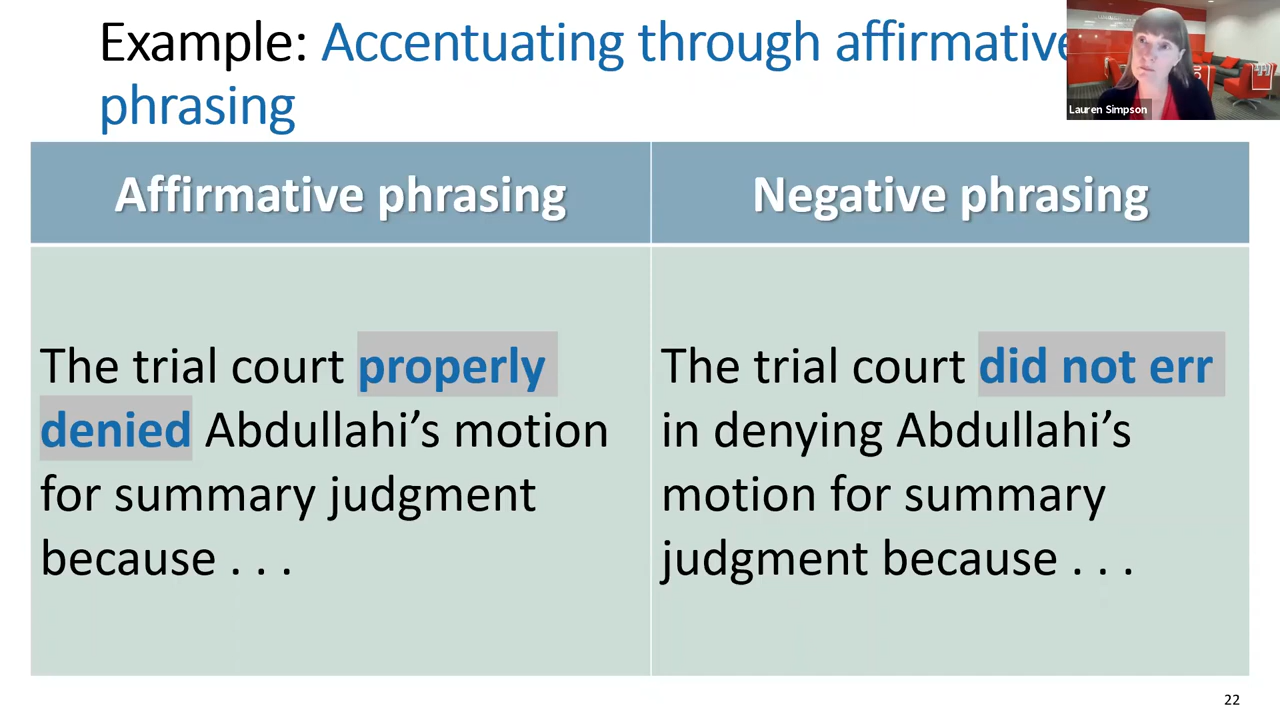 Example: Accentuating through affirmative
phrasing
Lauren Simpson
Affirmative phrasing
Negative phrasing
The trial court properly
denied Abdullahi’s motion
for summary judgment
because . . .
The trial court did not err
in denying Abdullahi’s
motion for summary
judgment because . . .
22